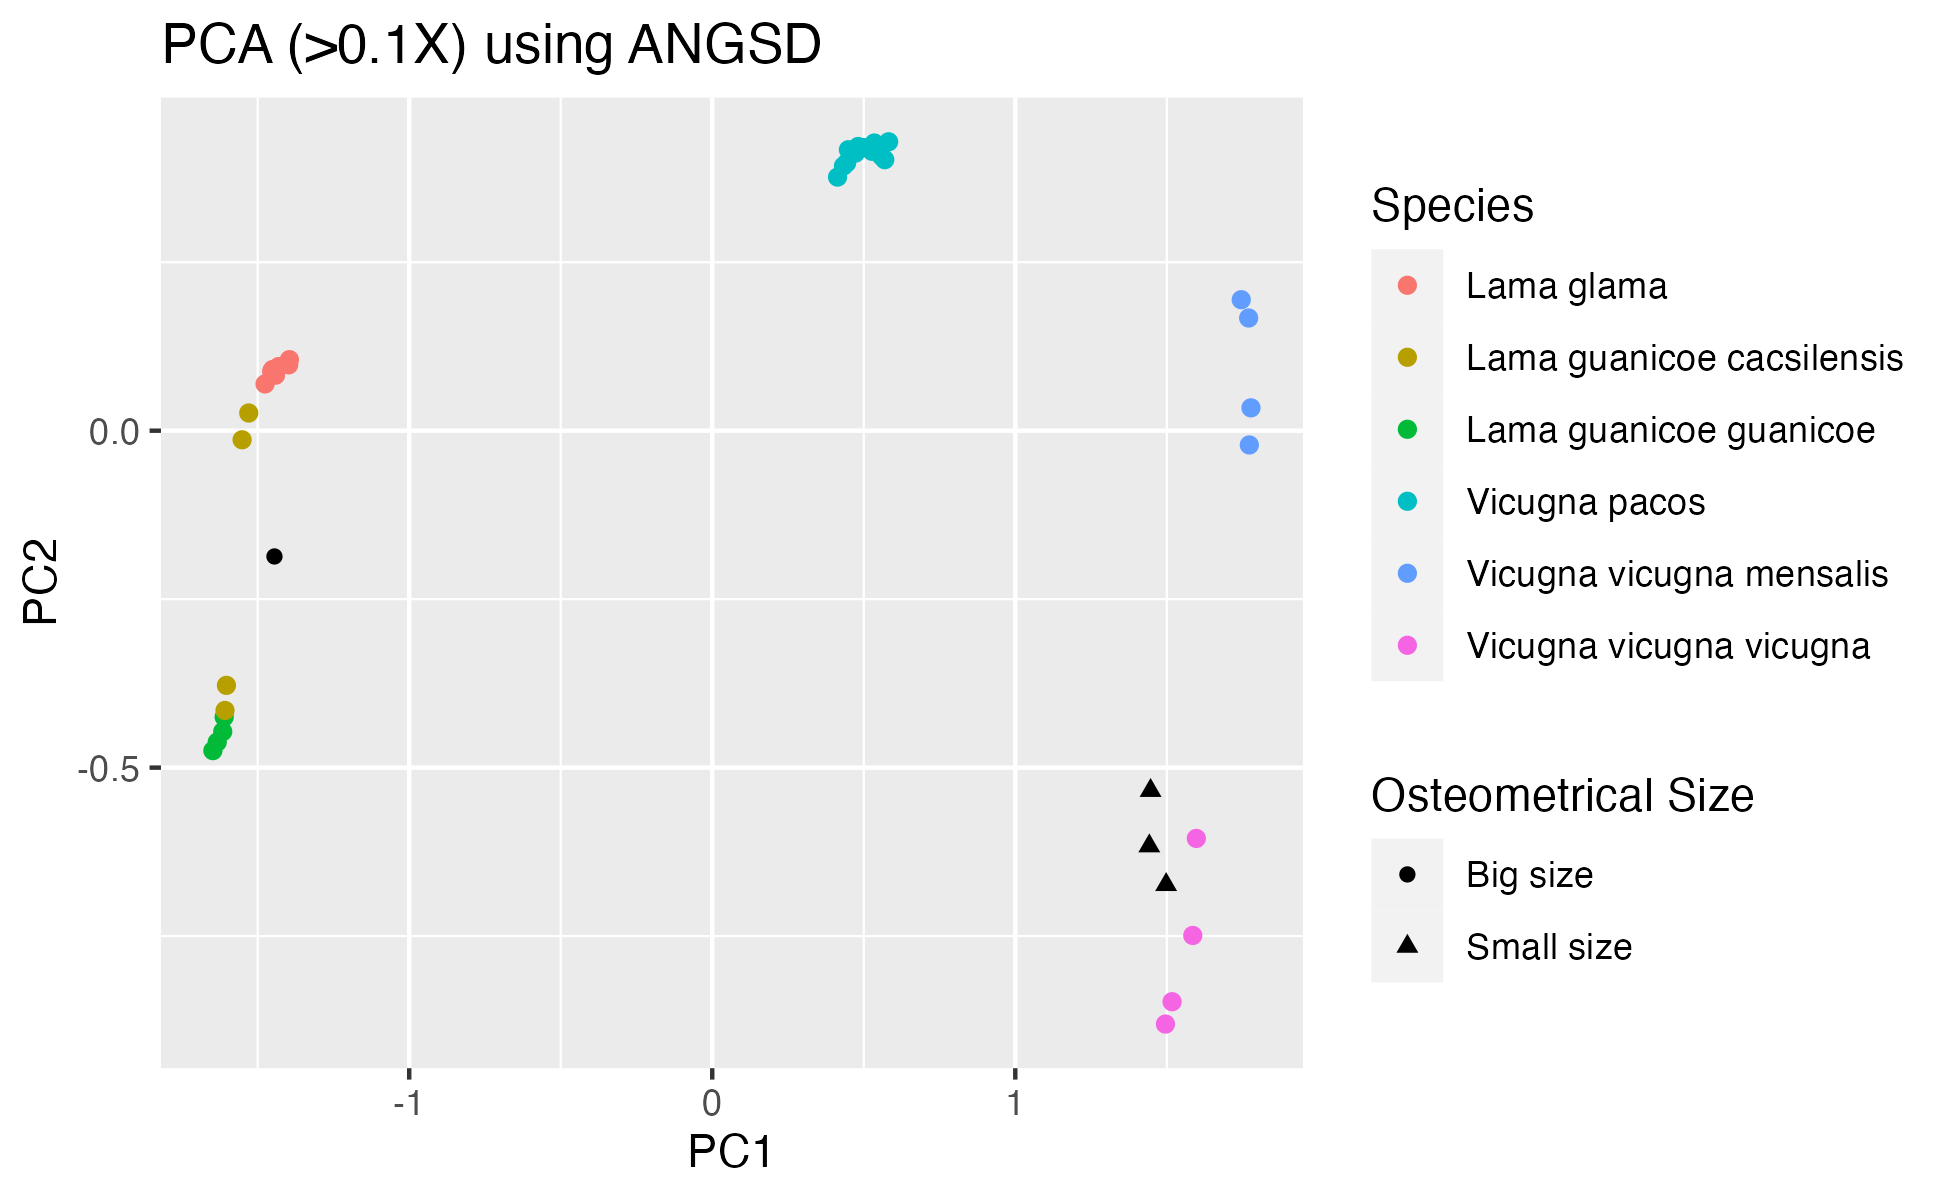 PCA (>0.1X) using ANGSD
0.0
-0.5
PC2
-1
0
1
PC1
Species
Lama glama
Lama guanicoe cacsilensis
Lama guanicoe guanicoe
Vicugna pacos
Vicugna vicugna mensalis
Vicugna vicugna vicugna
Osteometrical Size
Big size
Small size